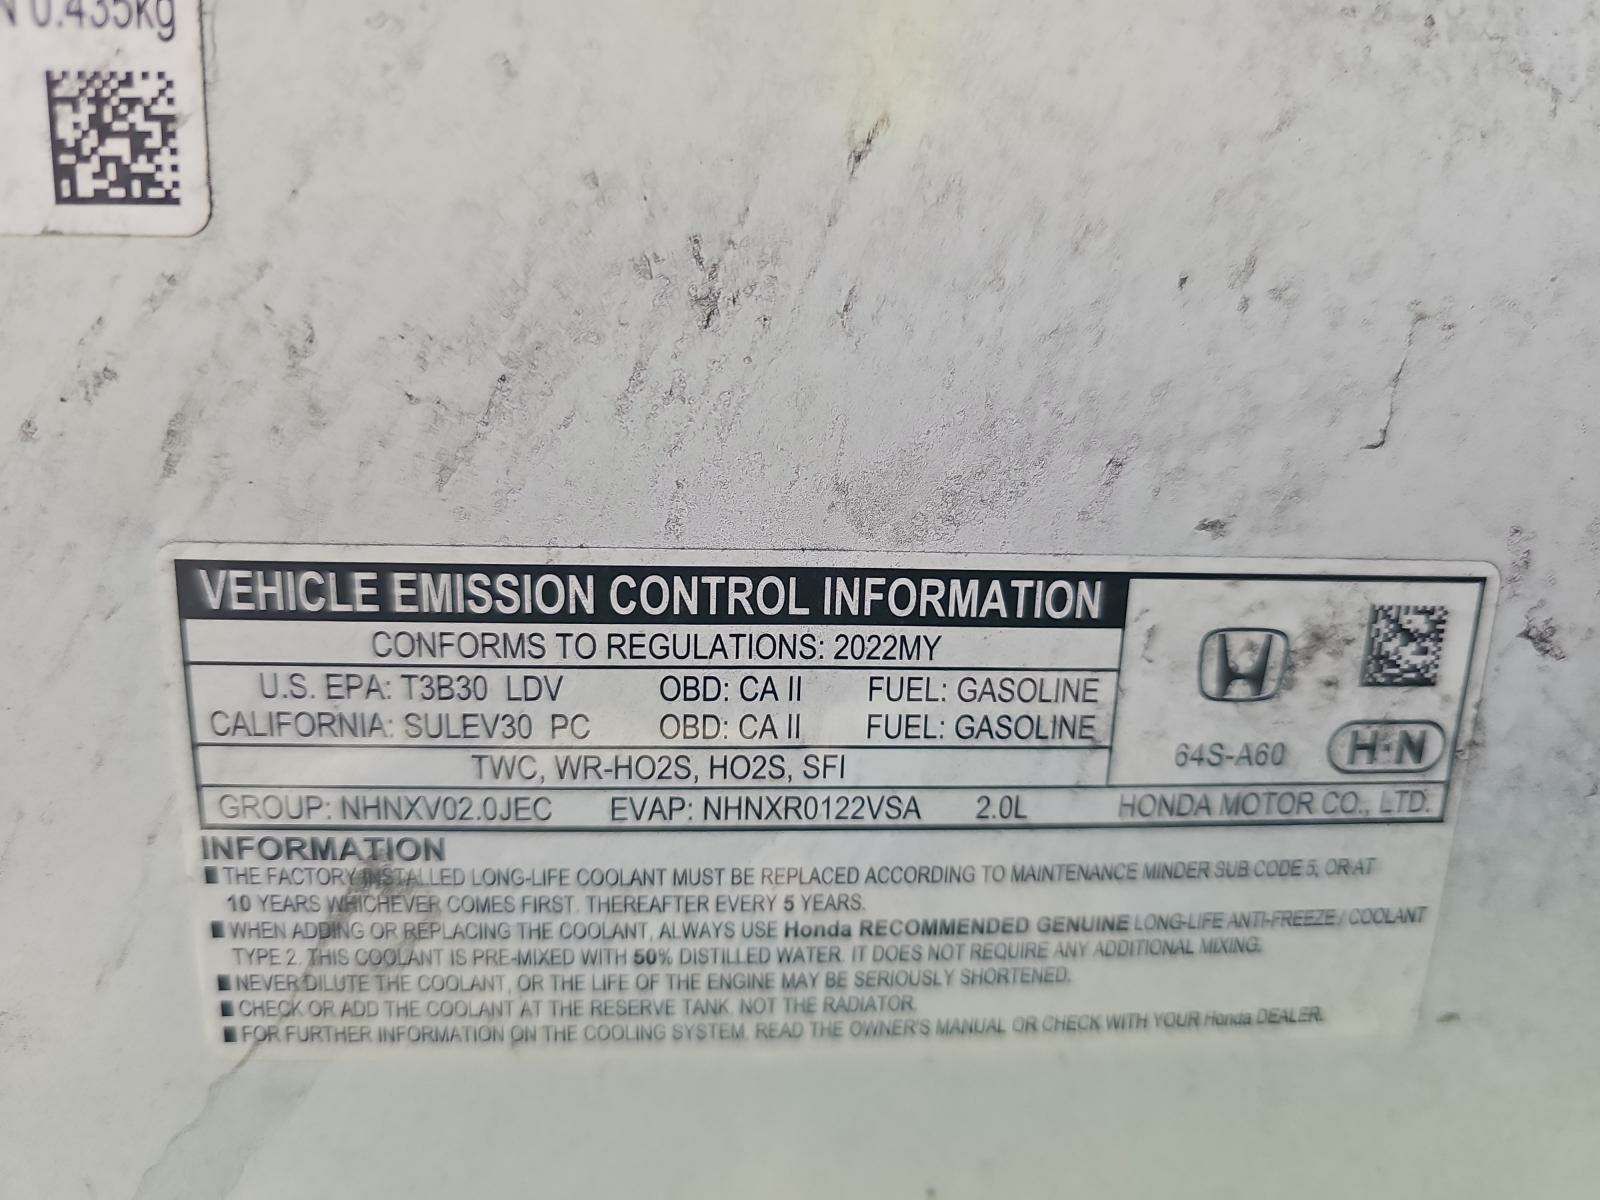 0.435kg
VEHICLE EMISSION CONTROL INFORMATION
CONFORMS TO REGULATIONS: 2022MY
U.S. EPA: T3B30 LDV OBD: CA II FUEL: GASOLINE
CALIFORNIA: SULEV30 PC OBD: CA II FUEL: GASOLINE
TWC, WR-HO2S, HO2S, SFI
64S-A60 H·N
GROUP: NHNXV02.0JEC EVAP: NHNXR0122VSA 2.0L HONDA MOTOR CO., LTD.
INFORMATION
■ THE FACTORY INSTALLED LONG-LIFE COOLANT MUST BE REPLACED ACCORDING TO MAINTENANCE MINDER SUB CODE 5, OR AT
10 YEARS WHICHEVER COMES FIRST. THEREAFTER EVERY 5 YEARS.
■ WHEN ADDING OR REPLACING THE COOLANT, ALWAYS USE Honda RECOMMENDED GENUINE LONG-LIFE ANTI-FREEZE / COOLANT
TYPE 2. THIS COOLANT IS PRE-MIXED WITH 50% DISTILLED WATER. IT DOES NOT REQUIRE ANY ADDITIONAL MIXING.
■ NEVER DILUTE THE COOLANT, OR THE LIFE OF THE ENGINE MAY BE SERIOUSLY SHORTENED.
■ CHECK OR ADD THE COOLANT AT THE RESERVE TANK. NOT THE RADIATOR.
■ FOR FURTHER INFORMATION ON THE COOLING SYSTEM, READ THE OWNER'S MANUAL OR CHECK WITH YOUR Honda DEALER.